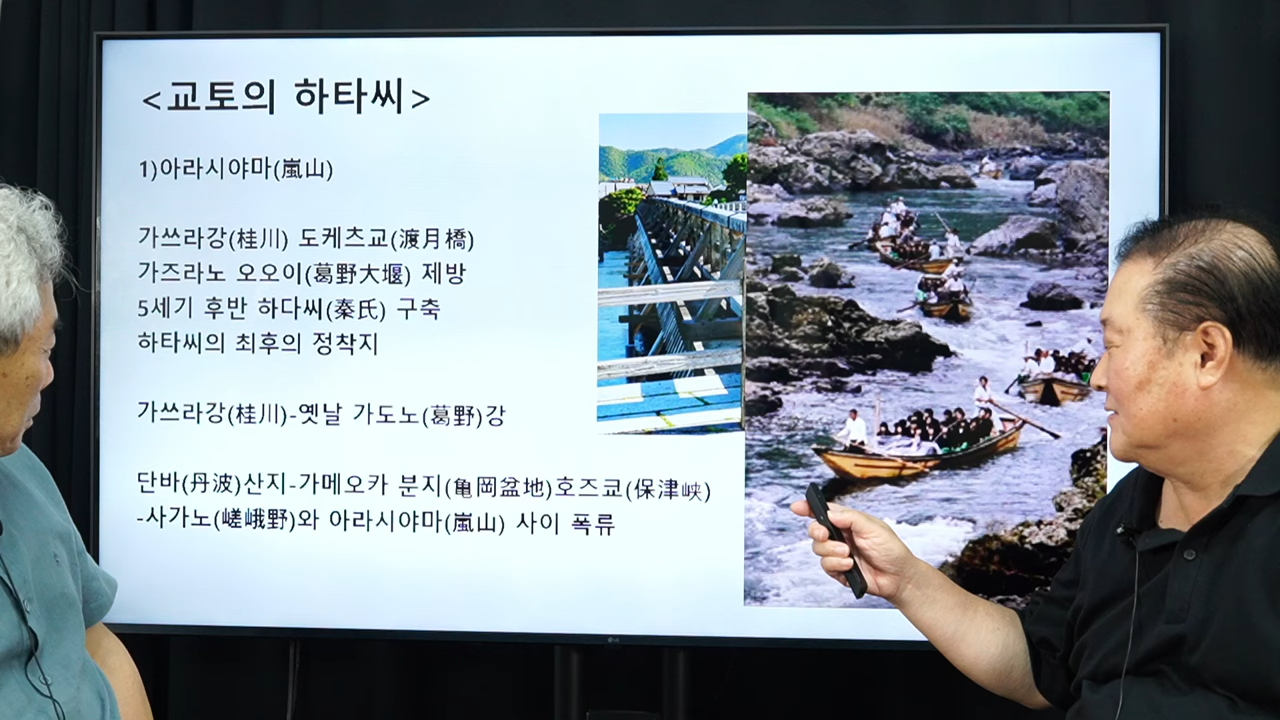 <교토의 하타씨>
1)아라시야마(嵐山)
가쓰라강(桂川) 도케츠교(渡月橋)
가즈라노 오오이(葛野大堰) 제방
5세기 후반 하다씨(秦氏) 구축
하타씨의 최후의 정착지
가쓰라강(桂川)-옛날 가도노(葛野)강
단바(丹波)산지-가메오카 분지(亀岡盆地)호즈쿄(保津峡)
-사가노(嵯峨野)와 아라시야마(嵐山) 사이 폭류
LG